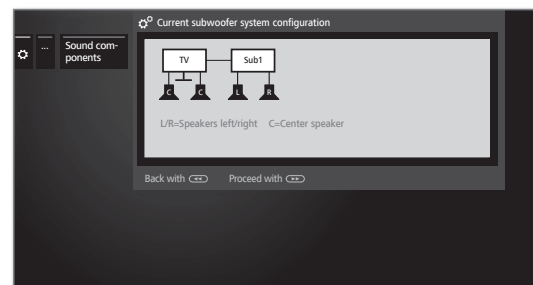 Current subwoofer system configuration
...
Sound com-
ponents
TV
Sub1
C
C
L
R
L/R=Speakers left/right C=Center speaker
Back with
Proceed with